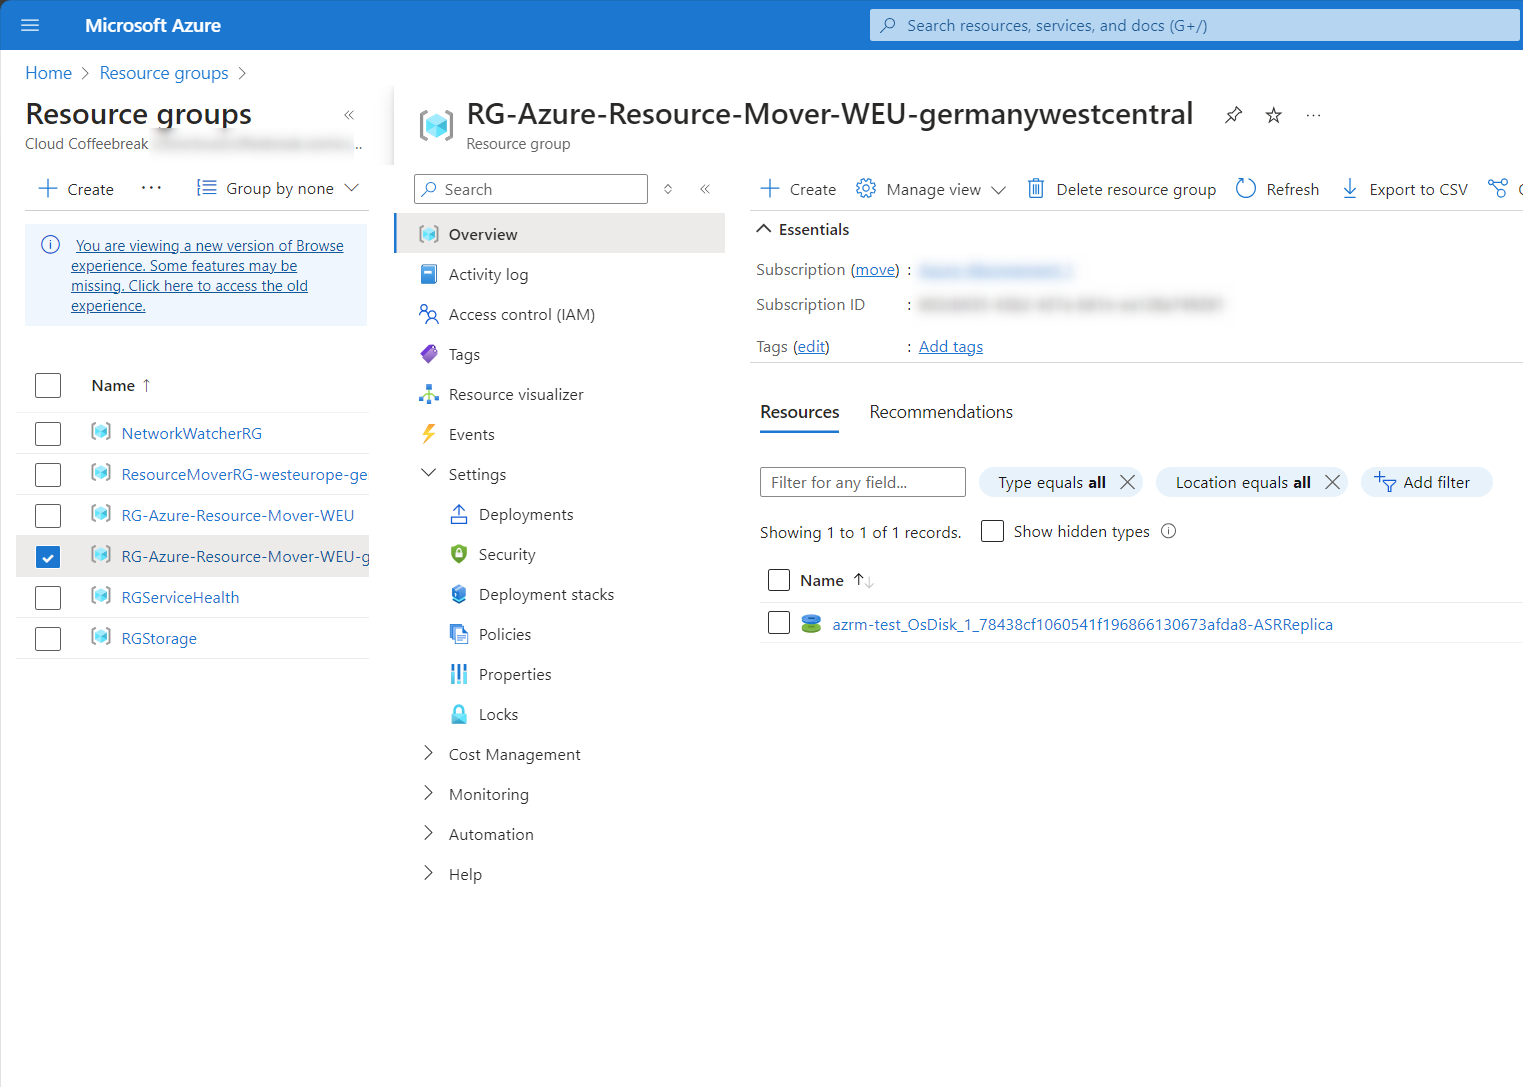 Microsoft Azure
Search resources, services, and docs (G+/)
Home > Resource groups >
Resource groups
Cloud Coffeebreak
Create
Group by none
You are viewing a new version of Browse
experience. Some features may be
missing. Click here to access the old
experience.
Name ↑
NetworkWatcherRG
ResourceMoverRG-westeurope-ge
RG-Azure-Resource-Mover-WEU
RG-Azure-Resource-Mover-WEU-g
RGServiceHealth
RGStorage
RG-Azure-Resource-Mover-WEU-germanywestcentral
Resource group
Search
Overview
Activity log
Access control (IAM)
Tags
Resource visualizer
Events
Settings
Deployments
Security
Deployment stacks
Policies
Properties
Locks
Cost Management
Monitoring
Automation
Help
Create Manage view Delete resource group Refresh Export to CSV
Essentials
Subscription (move) :
Subscription ID :
Tags (edit) : Add tags
Resources Recommendations
Filter for any field... Type equals all Location equals all Add filter
Showing 1 to 1 of 1 records. Show hidden types
Name ↑↓
azrm-test_OsDisk_1_78438cf1060541f196866130673afda8-ASRReplica